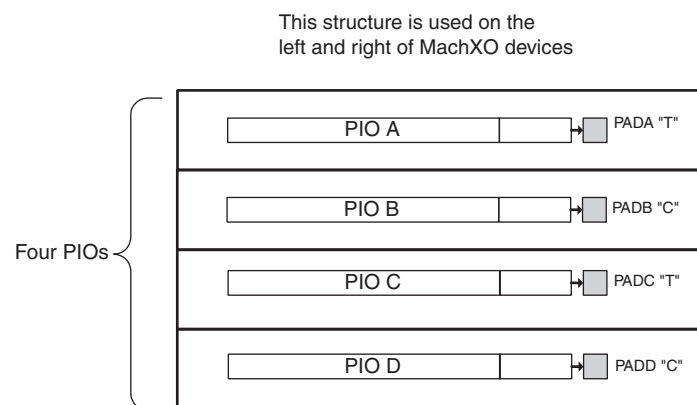 This structure is used on the
left and right of MachXO devices
PIO A
PADA "T"
PIO B
PADB "C"
Four PIOs
PIO C
PADC "T"
PIO D
PADD "C"